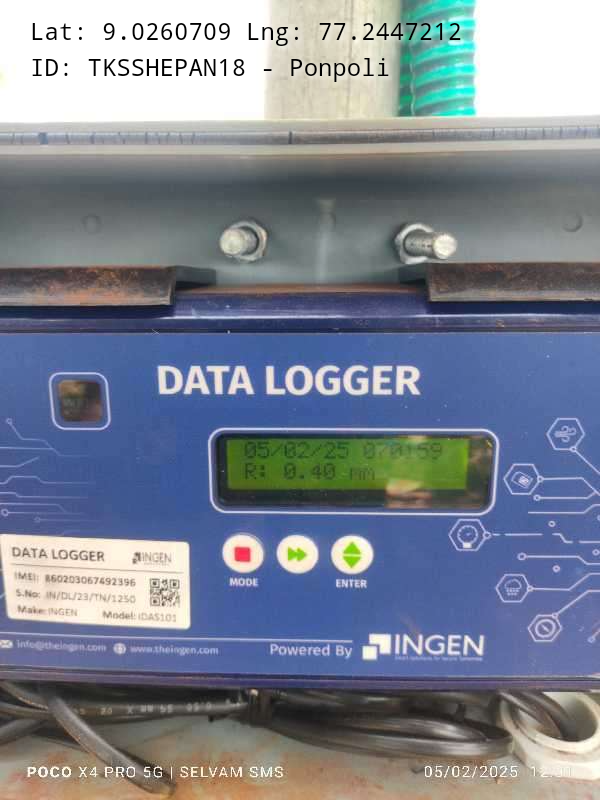 Lat: 9.0260709 Lng: 77.2447212
ID: TKSSHEPAN18 - Ponpoli
DATA LOGGER
05/02/25
R: 0.40 mm
DATA LOGGER INGEN
IMEI: 860203067492396
S.No: IN/DL/23/TN/1250
Make: INGEN Model: iDAS101
MODE ENTER
info@theingen.com www.theingen.com
Powered By INGEN
POCO X4 PRO 5G | SELVAM SMS 05/02/2025